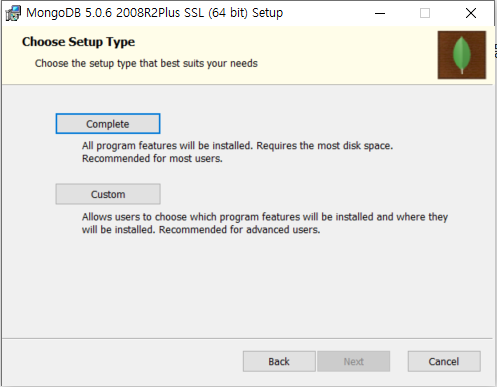 MongoDB 5.0.6 2008R2Plus SSL (64 bit) Setup
Choose Setup Type
Choose the setup type that best suits your needs
Complete
All program features will be installed. Requires the most disk space.
Recommended for most users.
Custom
Allows users to choose which program features will be installed and where they
will be installed. Recommended for advanced users.
Back
Next
Cancel